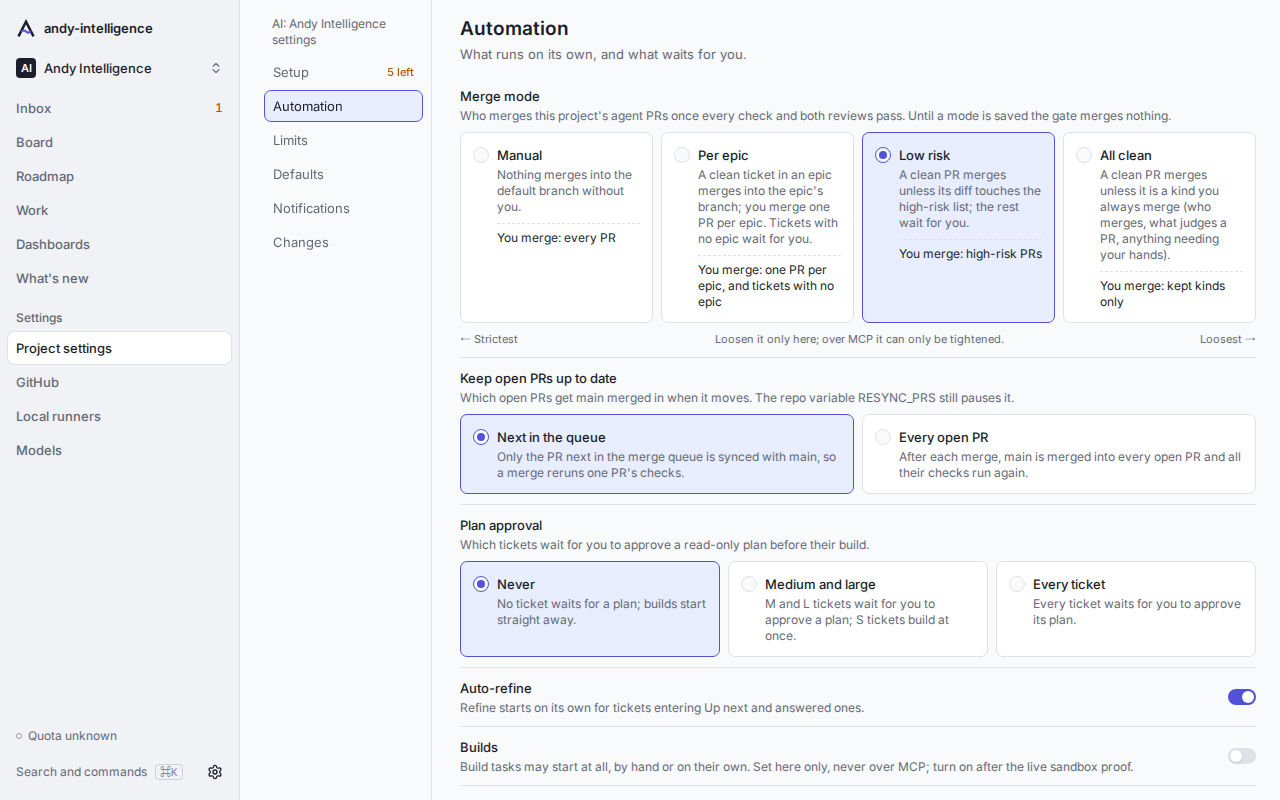 andy-intelligence
AI Andy Intelligence
Inbox 1
Board
Roadmap
Work
Dashboards
What's new
Settings
Project settings
GitHub
Local runners
Models
Quota unknown
Search and commands ⌘K
AI: Andy Intelligence
settings
Setup 5 left
Automation
Limits
Defaults
Notifications
Changes
Automation
What runs on its own, and what waits for you.
Merge mode
Who merges this project's agent PRs once every check and both reviews pass. Until a mode is saved the gate merges nothing.
Manual
Nothing merges into the
default branch without
you.
You merge: every PR
Per epic
A clean ticket in an epic
merges into the epic's
branch; you merge one
PR per epic. Tickets with
no epic wait for you.
You merge: one PR per
epic, and tickets with no
epic
Low risk
A clean PR merges
unless its diff touches the
high-risk list; the rest
wait for you.
You merge: high-risk PRs
All clean
A clean PR merges
unless it is a kind you
always merge (who
merges, what judges a
PR, anything needing
your hands).
You merge: kept kinds
only
← Strictest
Loosen it only here; over MCP it can only be tightened.
Loosest →
Keep open PRs up to date
Which open PRs get main merged in when it moves. The repo variable RESYNC_PRS still pauses it.
Next in the queue
Only the PR next in the merge queue is synced with main, so
a merge reruns one PR's checks.
Every open PR
After each merge, main is merged into every open PR and all
their checks run again.
Plan approval
Which tickets wait for you to approve a read-only plan before their build.
Never
No ticket waits for a plan; builds start
straight away.
Medium and large
M and L tickets wait for you to
approve a plan; S tickets build at
once.
Every ticket
Every ticket waits for you to approve
its plan.
Auto-refine
Refine starts on its own for tickets entering Up next and answered ones.
Builds
Build tasks may start at all, by hand or on their own. Set here only, never over MCP; turn on after the live sandbox proof.